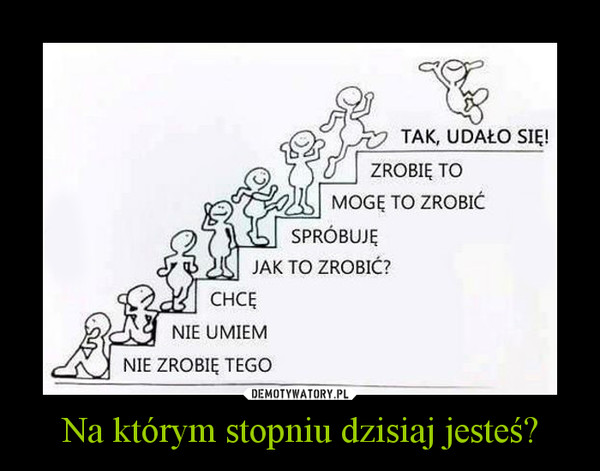 TAK, UDAŁO SIĘ!
ZROBIĘ TO
MOGĘ TO ZROBIĆ
SPRÓBUJĘ
JAK TO ZROBIĆ?
CHCĘ
NIE UMIEM
NIE ZROBIĘ TEGO
DEMOTYWATORY.PL
Na którym stopniu dzisiaj jesteś?